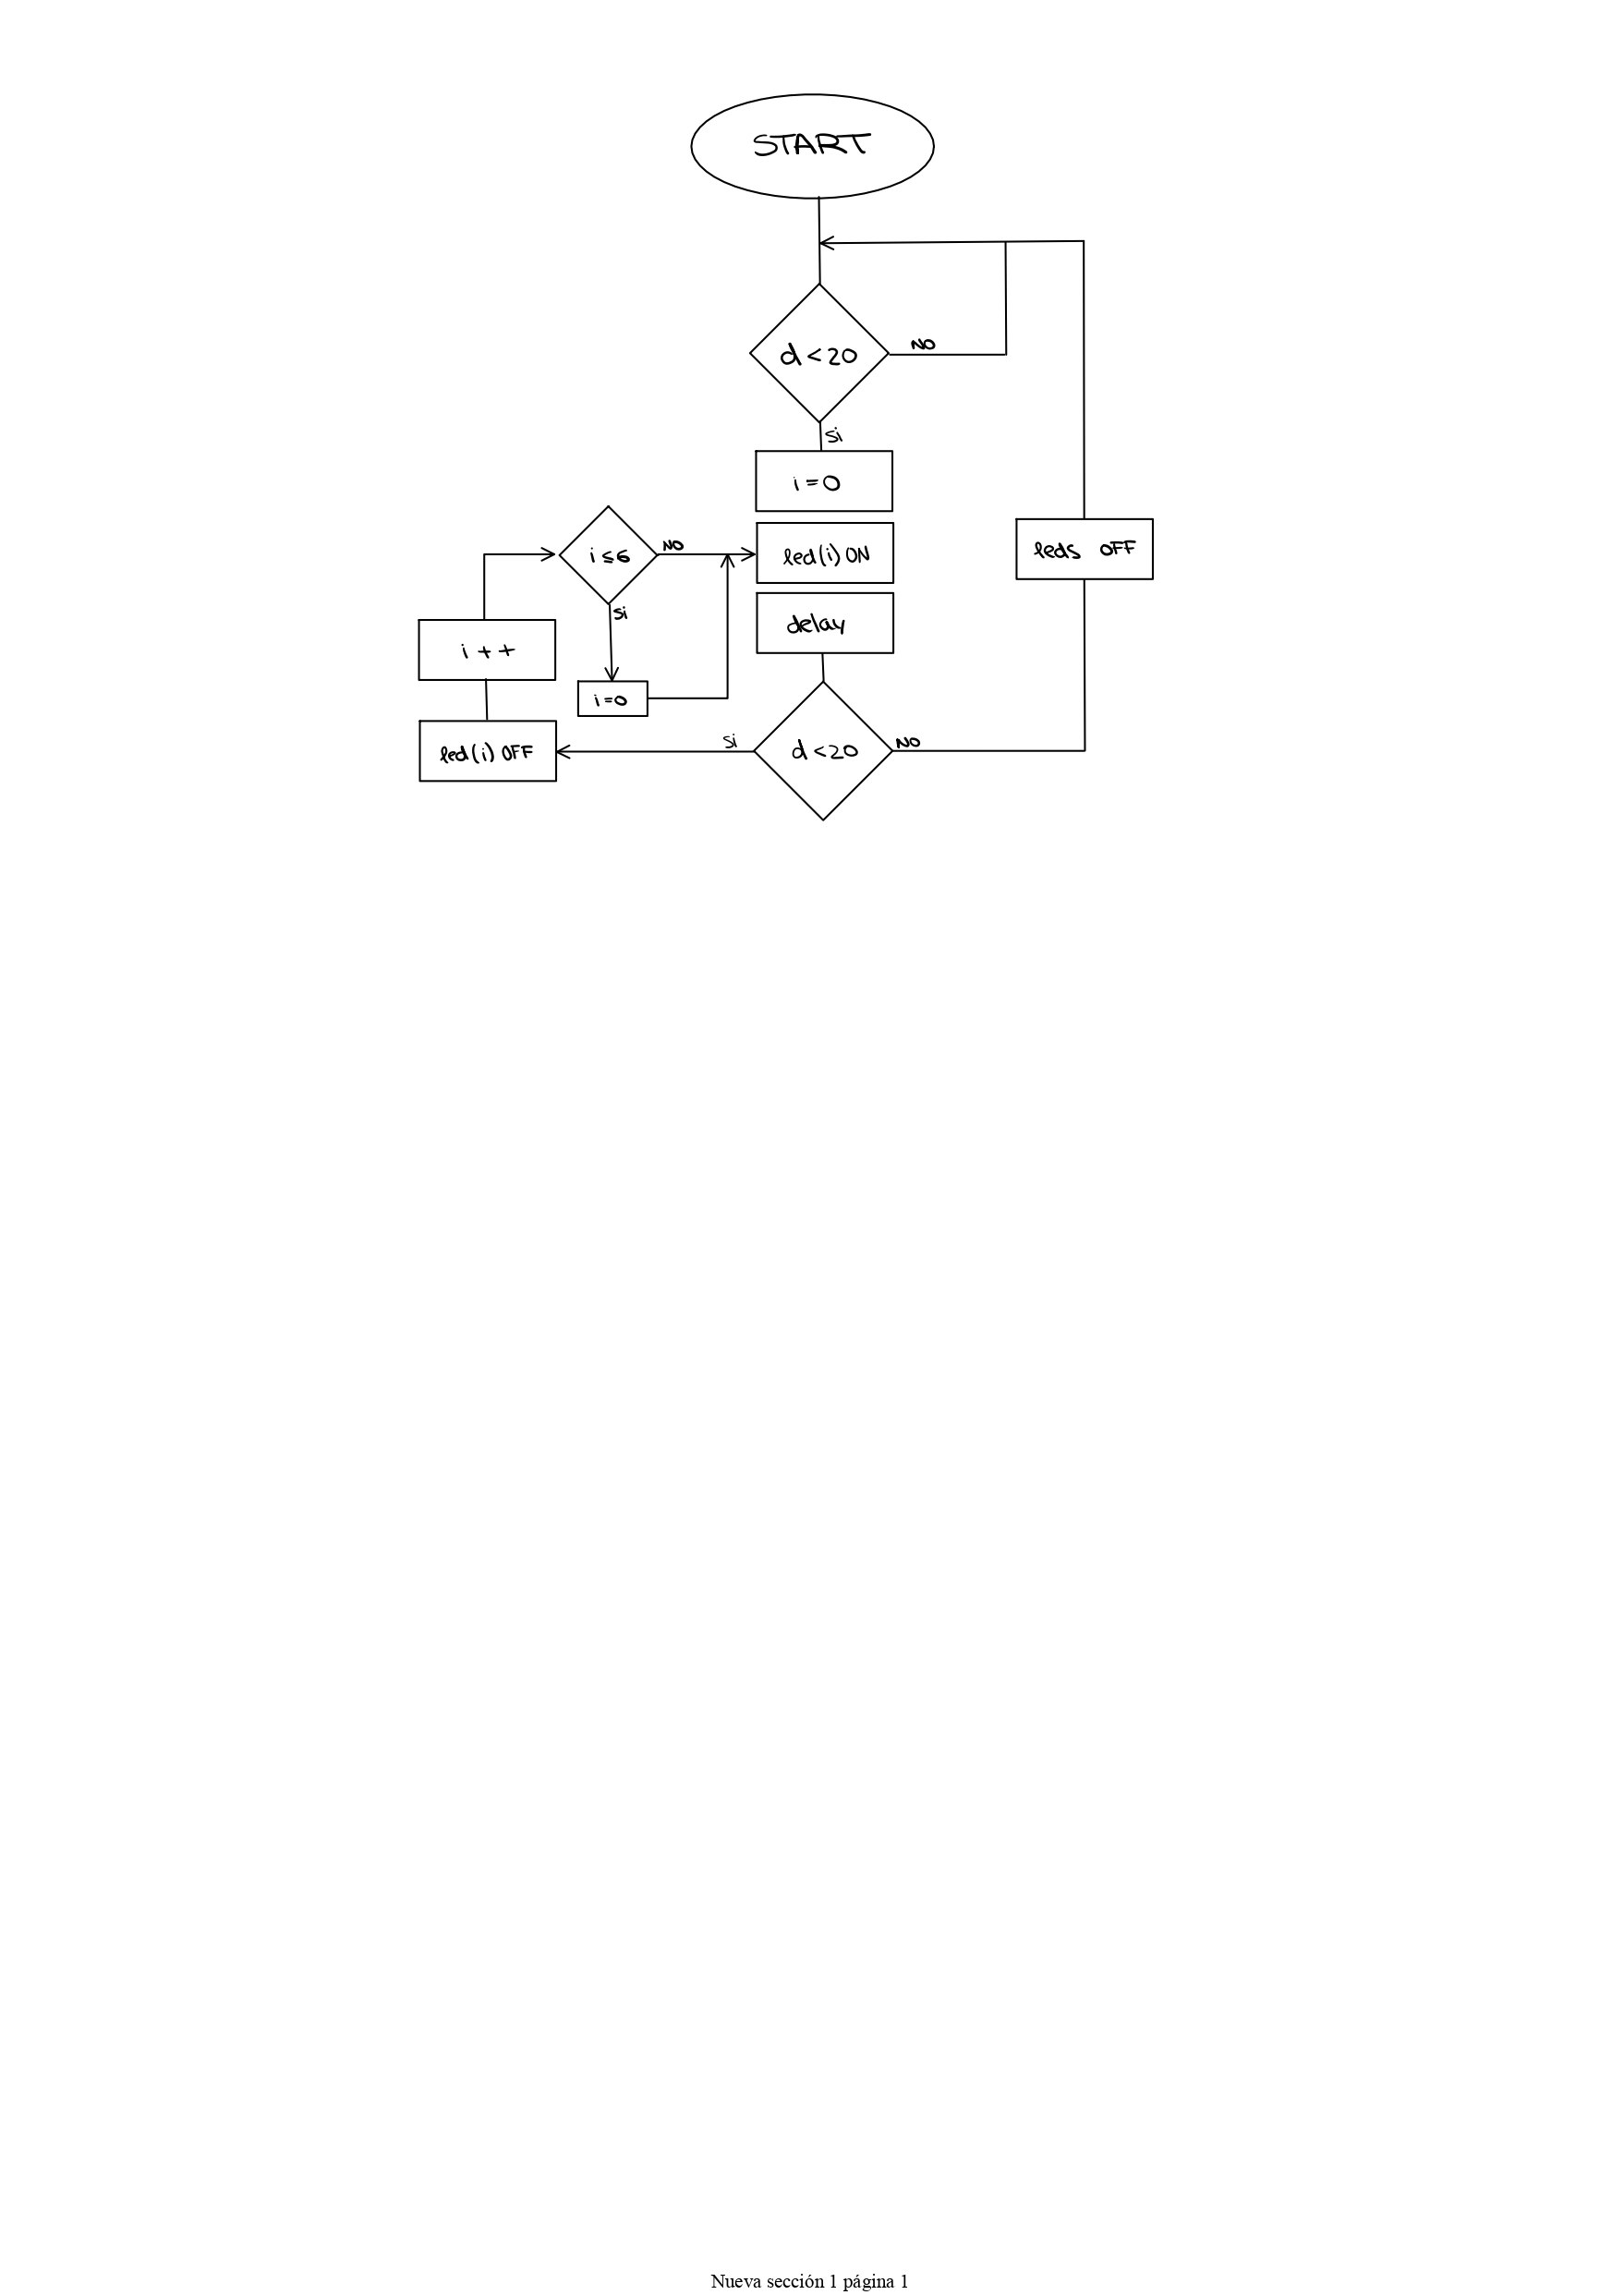 START
d < 20
NO
si
i = 0
i ≤ 6
NO
led (i) ON
leds OFF
si
delay
i + +
i = 0
led (i) OFF
si
d < 20
NO
Nueva sección 1 página 1